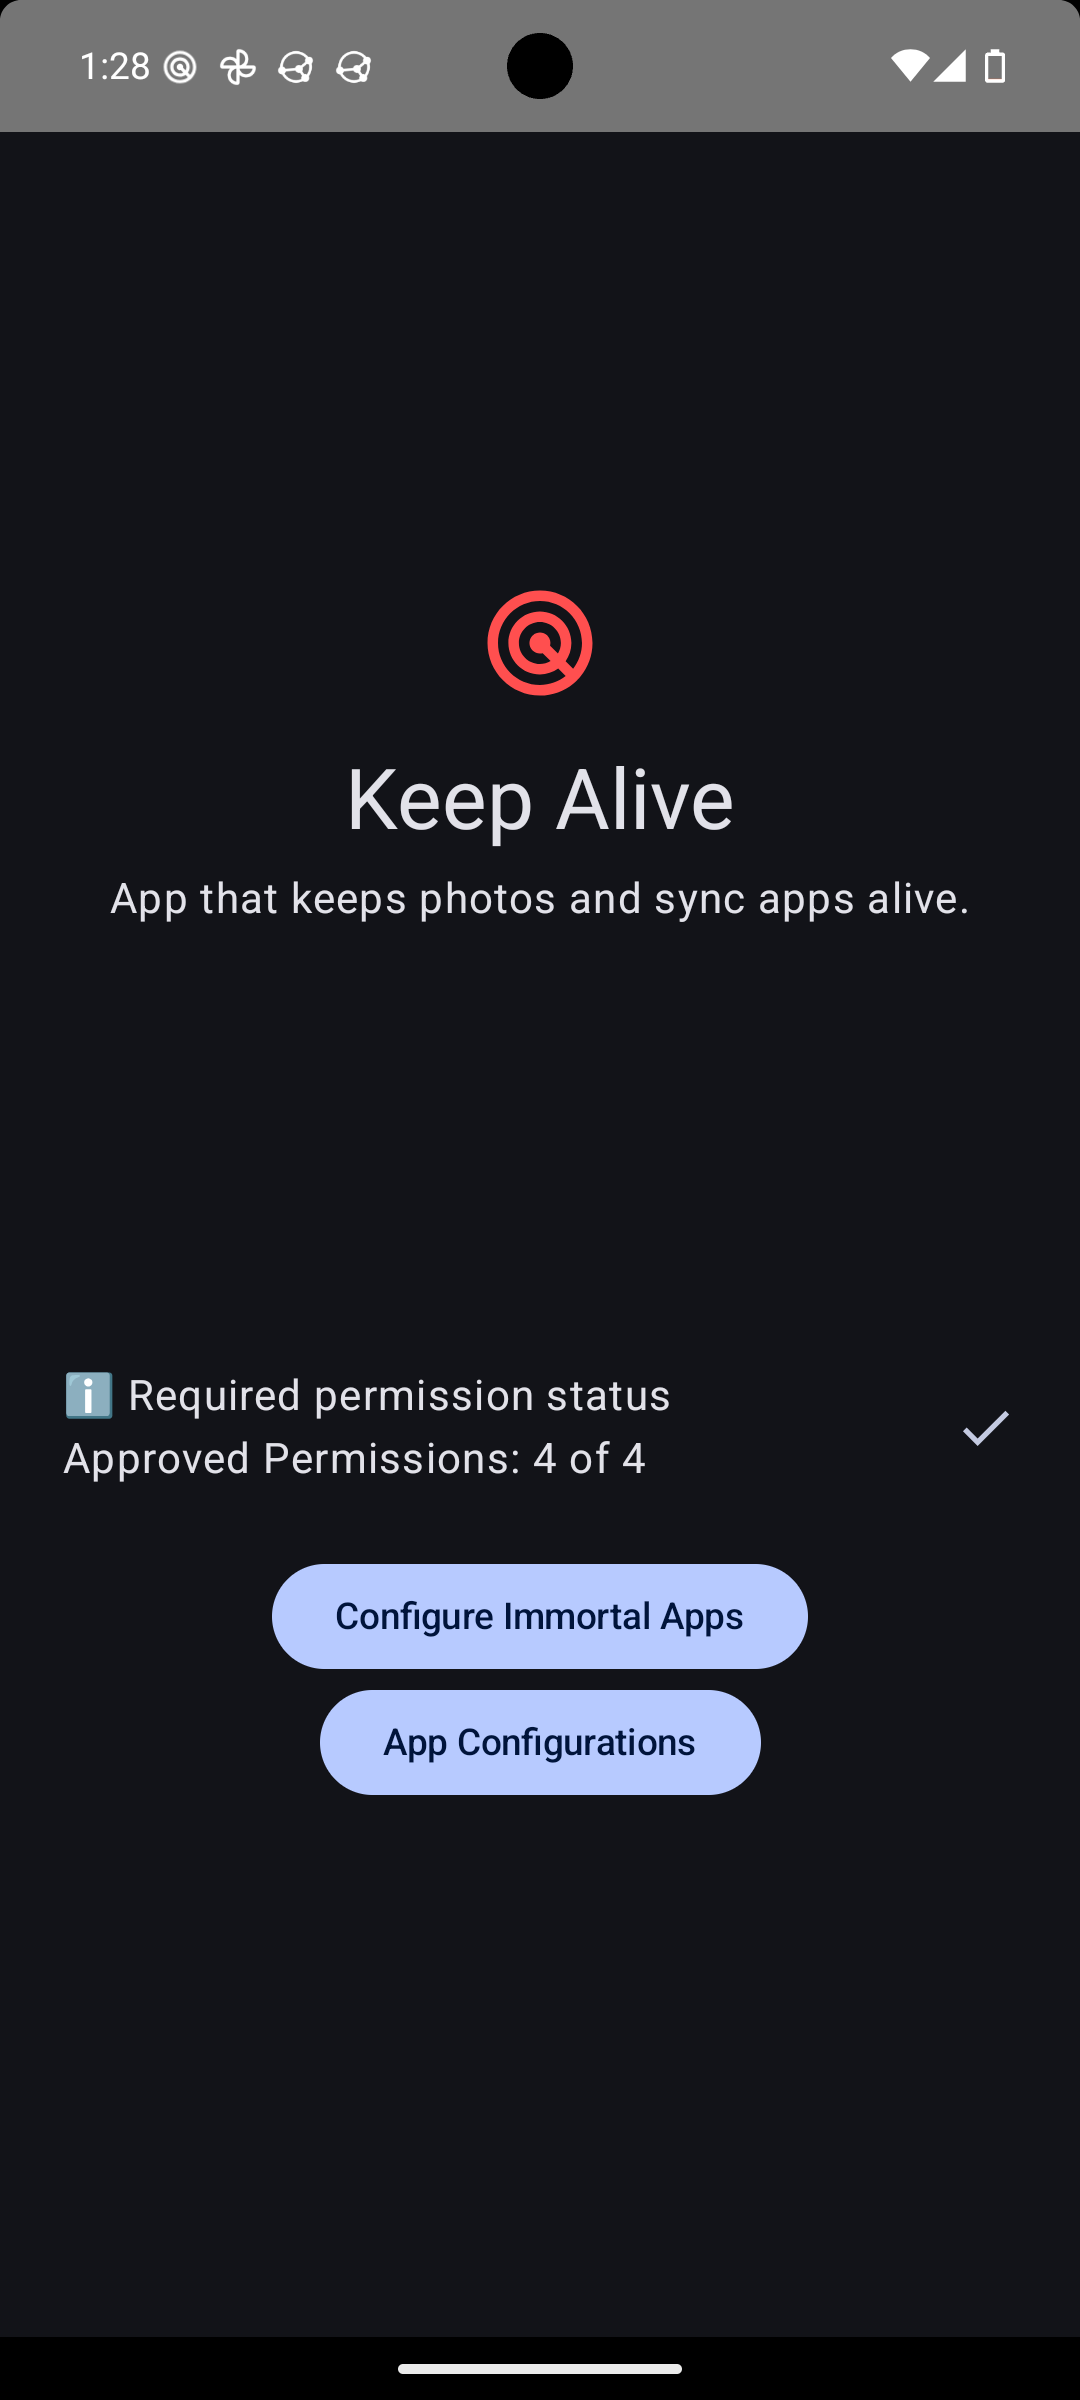 1:28
Keep Alive
App that keeps photos and sync apps alive.
ℹ️ Required permission status
Approved Permissions: 4 of 4
Configure Immortal Apps
App Configurations